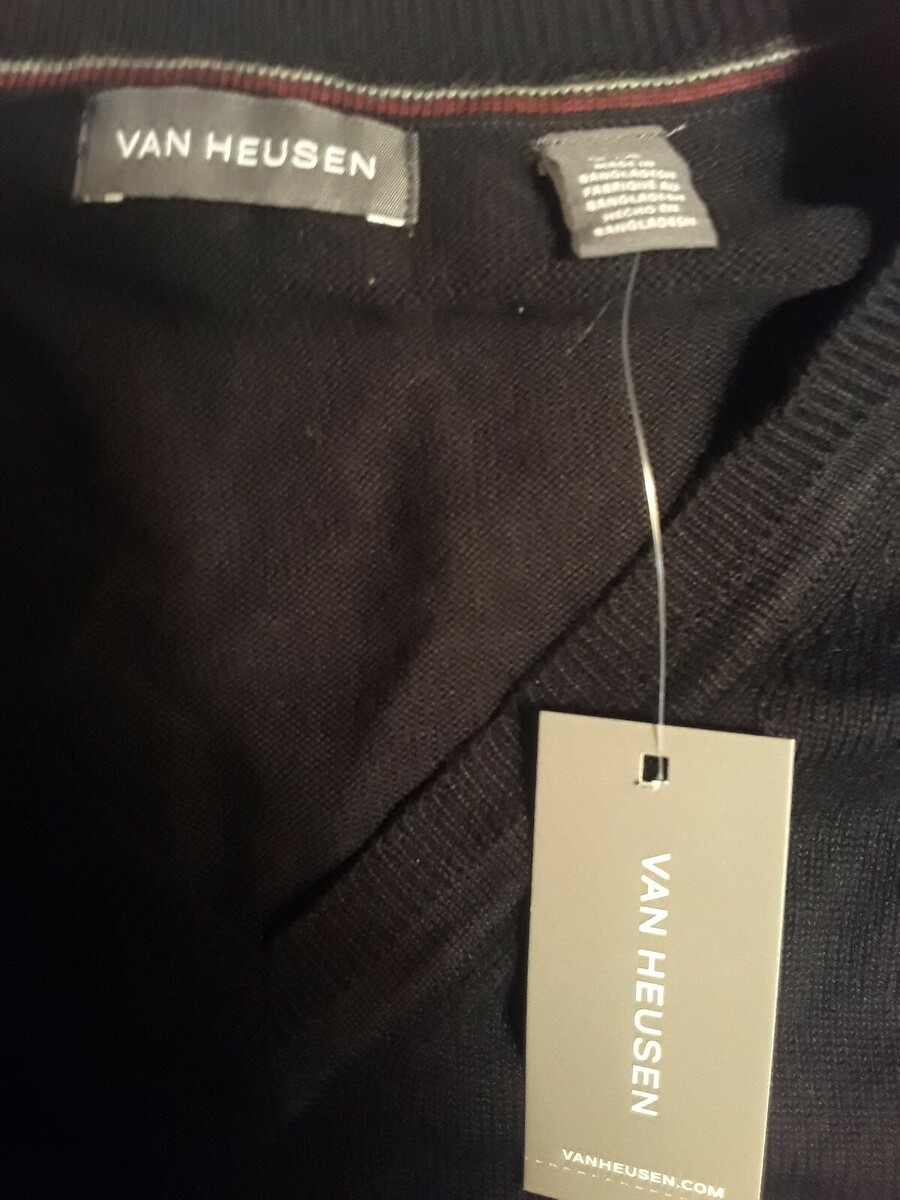 VAN HEUSEN
MADE IN
BANGLADESH
FABRIQUÉ AU
BANGLADESH
HECHO EN
BANGLADESH
VAN HEUSEN
VANHEUSEN.COM